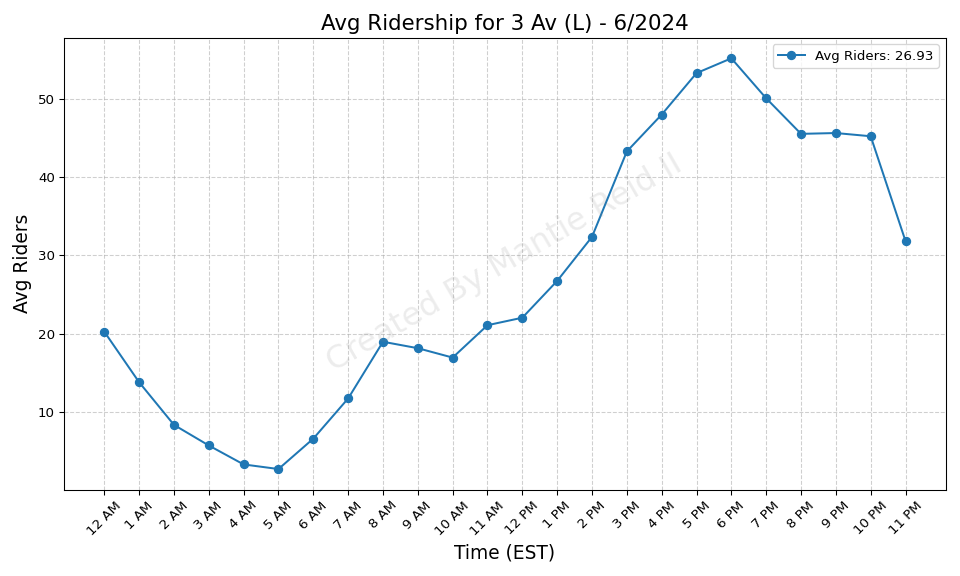 Avg Ridership for 3 Av (L) - 6/2024
Avg Riders: 26.93
Created By Mantie Reid II
Avg Riders
50
40
30
20
10
12 AM
1 AM
2 AM
3 AM
4 AM
5 AM
6 AM
7 AM
8 AM
9 AM
10 AM
11 AM
12 PM
1 PM
2 PM
3 PM
4 PM
5 PM
6 PM
7 PM
8 PM
9 PM
10 PM
11 PM
Time (EST)